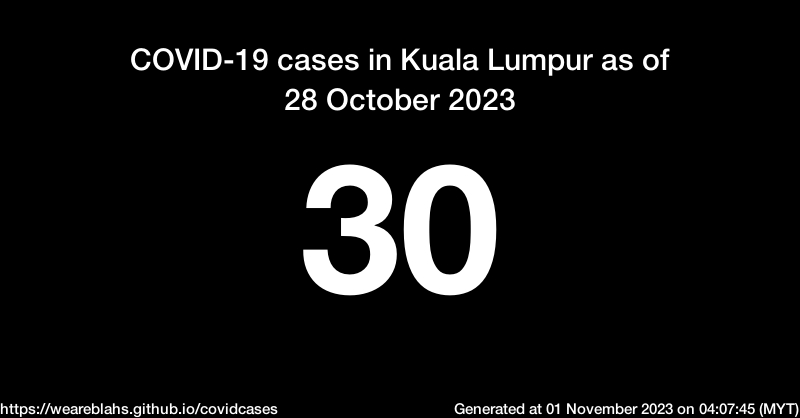 COVID-19 cases in Kuala Lumpur as of
28 October 2023
30
https://weareblahs.github.io/covidcases
Generated at 01 November 2023 on 04:07:45 (MYT)